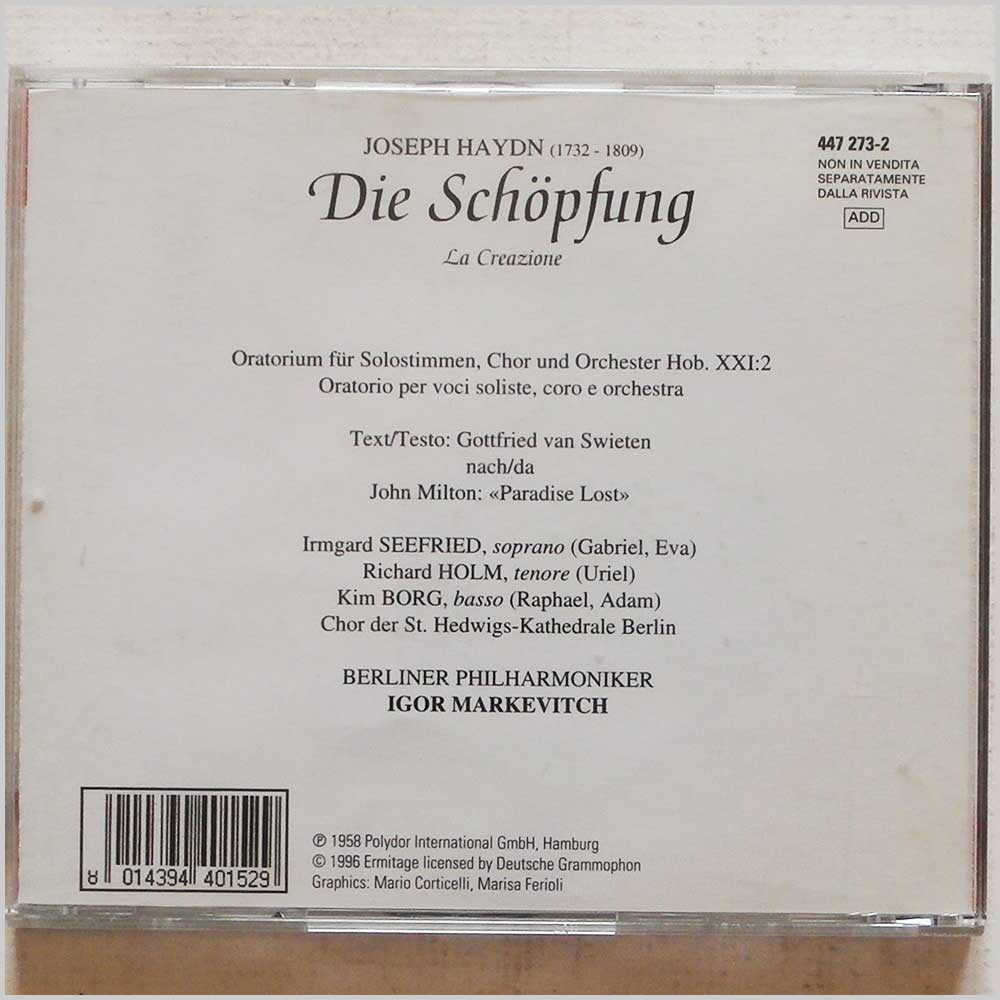 JOSEPH HAYDN (1732 - 1809)
Die Schöpfung
La Creazione
447 273-2
NON IN VENDITA
SEPARATAMENTE
DALLA RIVISTA
ADD
Oratorium für Solostimmen, Chor und Orchester Hob. XXI:2
Oratorio per voci soliste, coro e orchestra
Text/Testo: Gottfried van Swieten
nach/da
John Milton: «Paradise Lost»
Irmgard SEEFRIED, soprano (Gabriel, Eva)
Richard HOLM, tenore (Uriel)
Kim BORG, basso (Raphael, Adam)
Chor der St. Hedwigs-Kathedrale Berlin
BERLINER PHILHARMONIKER
IGOR MARKEVITCH
8 014394 401529
℗ 1958 Polydor International GmbH, Hamburg
© 1996 Ermitage licensed by Deutsche Grammophon
Graphics: Mario Corticelli, Marisa Ferioli